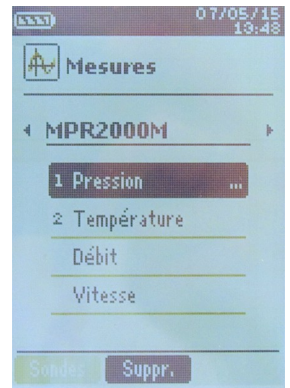 07/05/15
13:48
Mesures
MPR2000M
1 Pression ...
2 Température
Débit
Vitesse
Sondes Suppr.